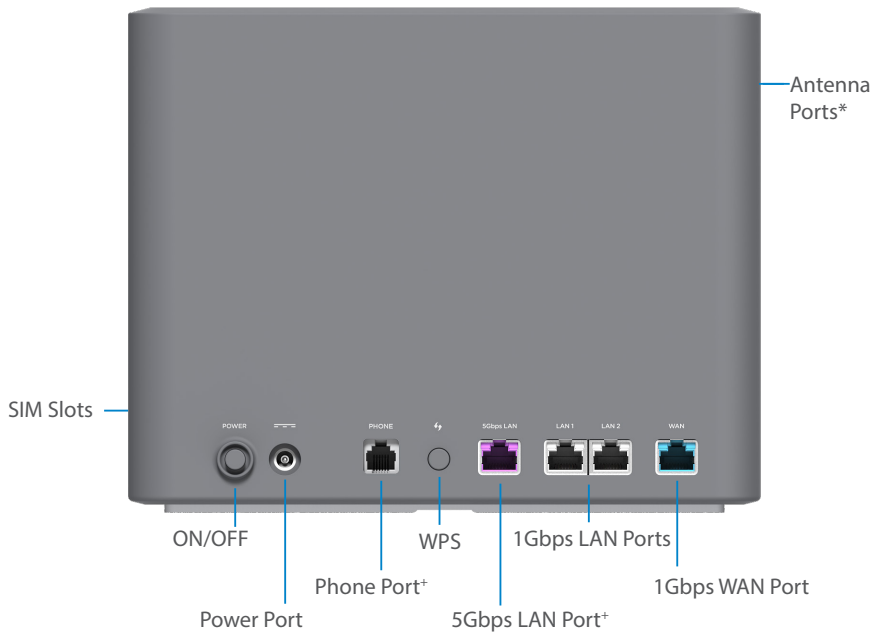 Antenna
Ports*
SIM Slots
POWER
PHONE
5Gbps LAN
LAN 1
LAN 2
WAN
ON/OFF
WPS
1Gbps LAN Ports
Phone Port⁺
1Gbps WAN Port
Power Port
5Gbps LAN Port⁺